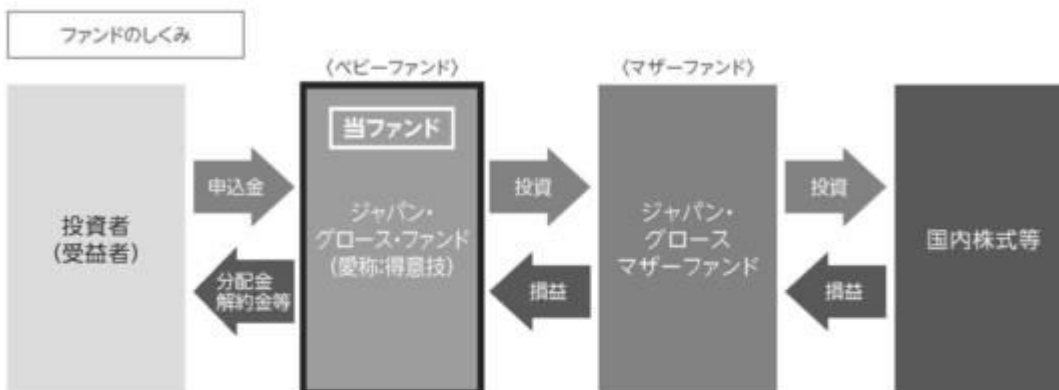 ファンドのしくみ
〈ベビーファンド〉
〈マザーファンド〉
投資者
(受益者)
申込金
分配金
解約金等
当ファンド
ジャパン・
グロース・ファンド
(愛称:得意技)
投資
損益
ジャパン・
グロース
マザーファンド
投資
損益
国内株式等